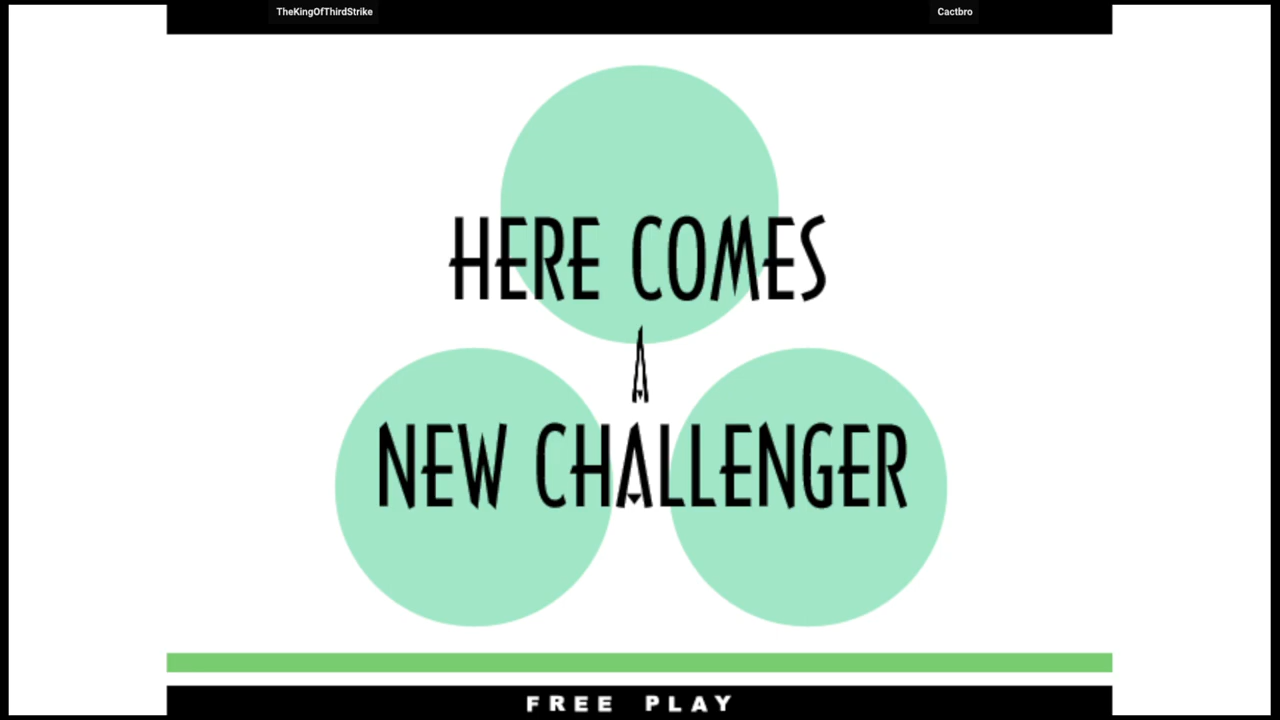 TheKingOfThirdStrike
Cactbro
HERE COMES
A
NEW CHALLENGER
FREE PLAY